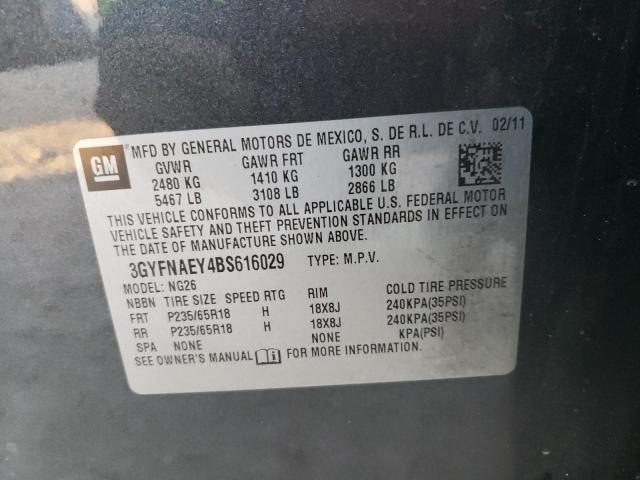 GM
MFD BY GENERAL MOTORS DE MEXICO, S. DE R.L. DE C.V. 02/11
GVWR GAWR FRT GAWR RR
2480 KG 1410 KG 1300 KG
5467 LB 3108 LB 2866 LB
THIS VEHICLE CONFORMS TO ALL APPLICABLE U.S. FEDERAL MOTOR
VEHICLE SAFETY AND THEFT PREVENTION STANDARDS IN EFFECT ON
THE DATE OF MANUFACTURE SHOWN ABOVE.
3GYFNAEY4BS616029 TYPE: M.P.V.
MODEL: NG26
NBBN TIRE SIZE SPEED RTG RIM COLD TIRE PRESSURE
FRT P235/65R18 H 18X8J 240KPA(35PSI)
RR P235/65R18 H 18X8J 240KPA(35PSI)
SPA NONE NONE KPA(PSI)
SEE OWNER'S MANUAL FOR MORE INFORMATION.